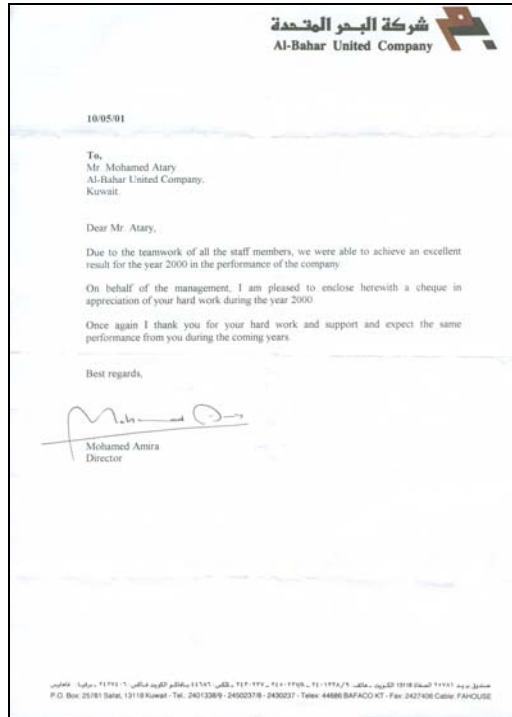 شركة البحر المتحدة
Al-Bahar United Company
10/05/01
To,
Mr Mohamed Atary
Al-Bahar United Company,
Kuwait.
Dear Mr. Atary,
Due to the teamwork of all the staff members, we were able to achieve an excellent
result for the year 2000 in the performance of the company
On behalf of the management, I am pleased to enclose herewith a cheque in
appreciation of your hard work during the year 2000
Once again I thank you for your hard work and support and expect the same
performance from you during the coming years.
Best regards,
Mohamed Amira
Director
P.O. Box: 25781 Safat, 13118 Kuwait - Tel.: 2401338/9 - 2450237/8 - 2430237 - Telex: 44686 BAFACO KT - Fax: 2427406 Cable: FAHOUSE